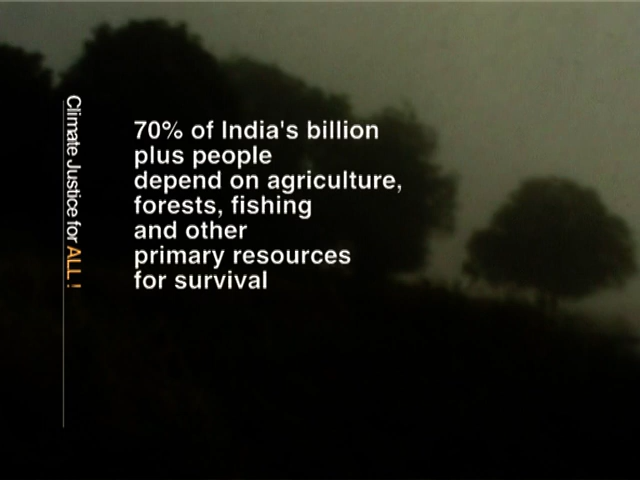 Climate Justice for ALL !
70% of India's billion
plus people
depend on agriculture,
forests, fishing
and other
primary resources
for survival